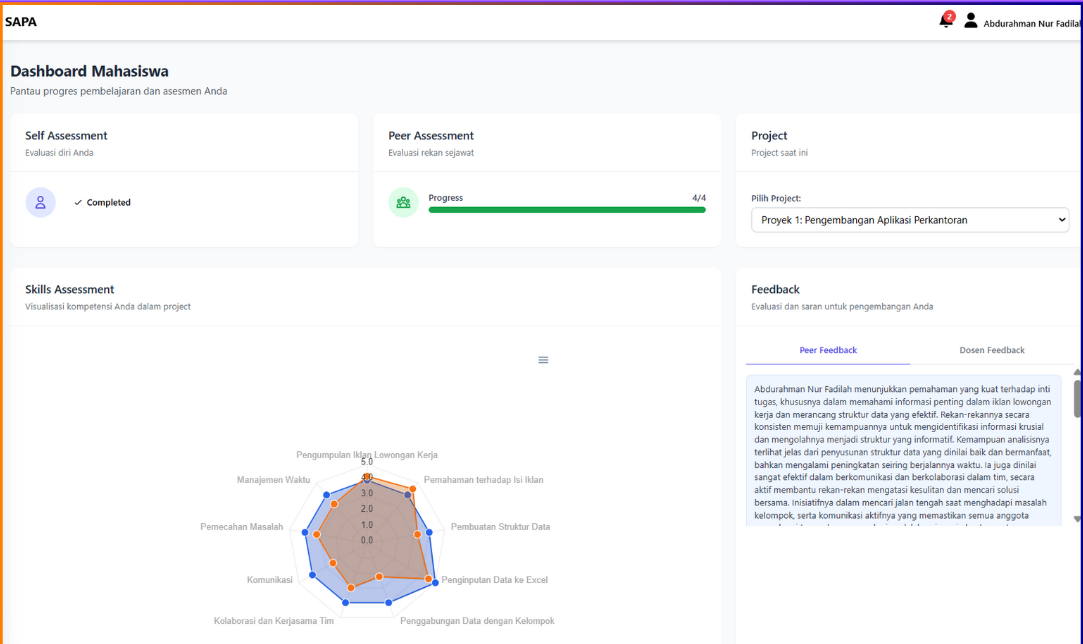 SAPA
2
Abdurahman Nur Fadilah
Dashboard Mahasiswa
Pantau progres pembelajaran dan asesmen Anda
Self Assessment
Evaluasi diri Anda
Completed
Peer Assessment
Evaluasi rekan sejawat
Progress 4/4
Project
Project saat ini
Pilih Project:
Proyek 1: Pengembangan Aplikasi Perkantoran
Skills Assessment
Visualisasi kompetensi Anda dalam project
Pengumpulan Iklan Lowongan Kerja
Pemahaman terhadap Isi Iklan
Pembuatan Struktur Data
Penginputan Data ke Excel
Penggabungan Data dengan Kelompok
Kolaborasi dan Kerjasama Tim
Komunikasi
Pemecahan Masalah
Manajemen Waktu
5.0
4.0
3.0
2.0
1.0
0.0
Feedback
Evaluasi dan saran untuk pengembangan Anda
Peer Feedback
Dosen Feedback
Abdurahman Nur Fadilah menunjukkan pemahaman yang kuat terhadap inti
tugas, khususnya dalam memahami informasi penting dalam iklan lowongan
kerja dan merancang struktur data yang efektif. Rekan-rekannya secara
konsisten memuji kemampuannya untuk mengidentifikasi informasi krusial
dan mengolahnya menjadi struktur yang informatif. Kemampuan analisisnya
terlihat jelas dari penyusunan struktur data yang dinilai baik dan bermanfaat,
bahkan mengalami peningkatan seiring berjalannya waktu. Ia juga dinilai
sangat efektif dalam berkomunikasi dan berkolaborasi dalam tim, secara
aktif membantu rekan-rekan mengatasi kesulitan dan mencari solusi
bersama. Inisiatifnya dalam mencari jalan tengah saat menghadapi masalah
kelompok, serta komunikasi aktifnya yang memastikan semua anggota